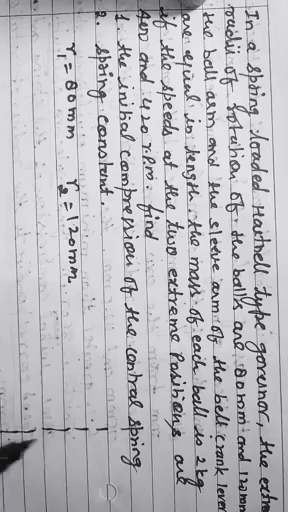 In a spring loaded Hartnell type governor, the extre
radii of rotation of the balls are 80mm and 120mm
the ball arm and the sleeve arm of the bell crank lever
are equal in length. the mass of each ball is 2kg
if the speeds at the two extreme positions are
400 and 420 r.p.m. find
1. the initial compression of the central spring
2. spring constant.
r₁ = 80mm r₂ = 120mm